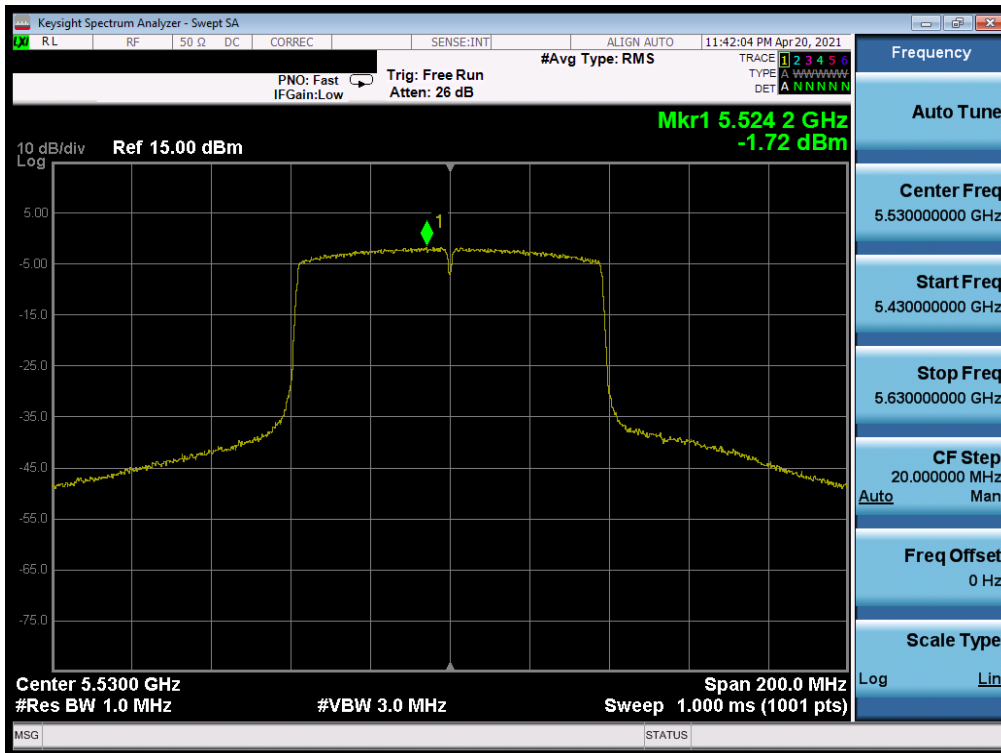 Keysight Spectrum Analyzer - Swept SA
LXI RL RF 50 Ω DC CORREC SENSE:INT ALIGN AUTO 11:42:04 PM Apr 20, 2021
PNO: Fast
IFGain:Low
Trig: Free Run
Atten: 26 dB
#Avg Type: RMS
TRACE 1 2 3 4 5 6
TYPE A WWWWWW
DET A N N N N N
Mkr1 5.524 2 GHz
-1.72 dBm
10 dB/div
Log
Ref 15.00 dBm
1
5.00
-5.00
-15.0
-25.0
-35.0
-45.0
-55.0
-65.0
-75.0
Center 5.5300 GHz
Span 200.0 MHz
#Res BW 1.0 MHz
#VBW 3.0 MHz
Sweep 1.000 ms (1001 pts)
MSG
STATUS
Frequency
Auto Tune
Center Freq
5.530000000 GHz
Start Freq
5.430000000 GHz
Stop Freq
5.630000000 GHz
CF Step
20.000000 MHz
Auto Man
Freq Offset
0 Hz
Scale Type
Log Lin